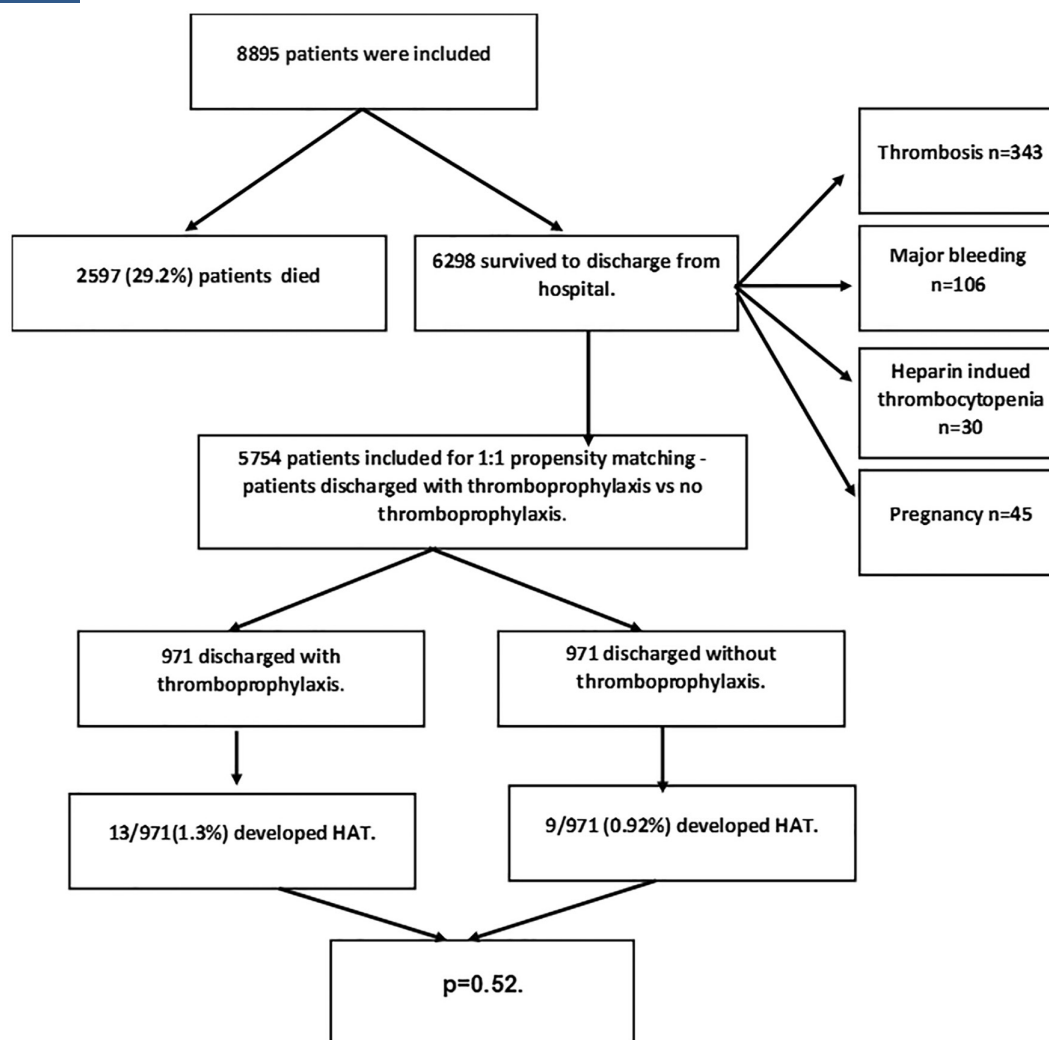 8895 patients were included
Thrombosis n=343
2597 (29.2%) patients died
6298 survived to discharge from
hospital.
Major bleeding
n=106
Heparin indued
thrombocytopenia
n=30
5754 patients included for 1:1 propensity matching -
patients discharged with thromboprophylaxis vs no
thromboprophylaxis.
Pregnancy n=45
971 discharged with
thromboprophylaxis.
971 discharged without
thromboprophylaxis.
13/971(1.3%) developed HAT.
9/971 (0.92%) developed HAT.
p=0.52.